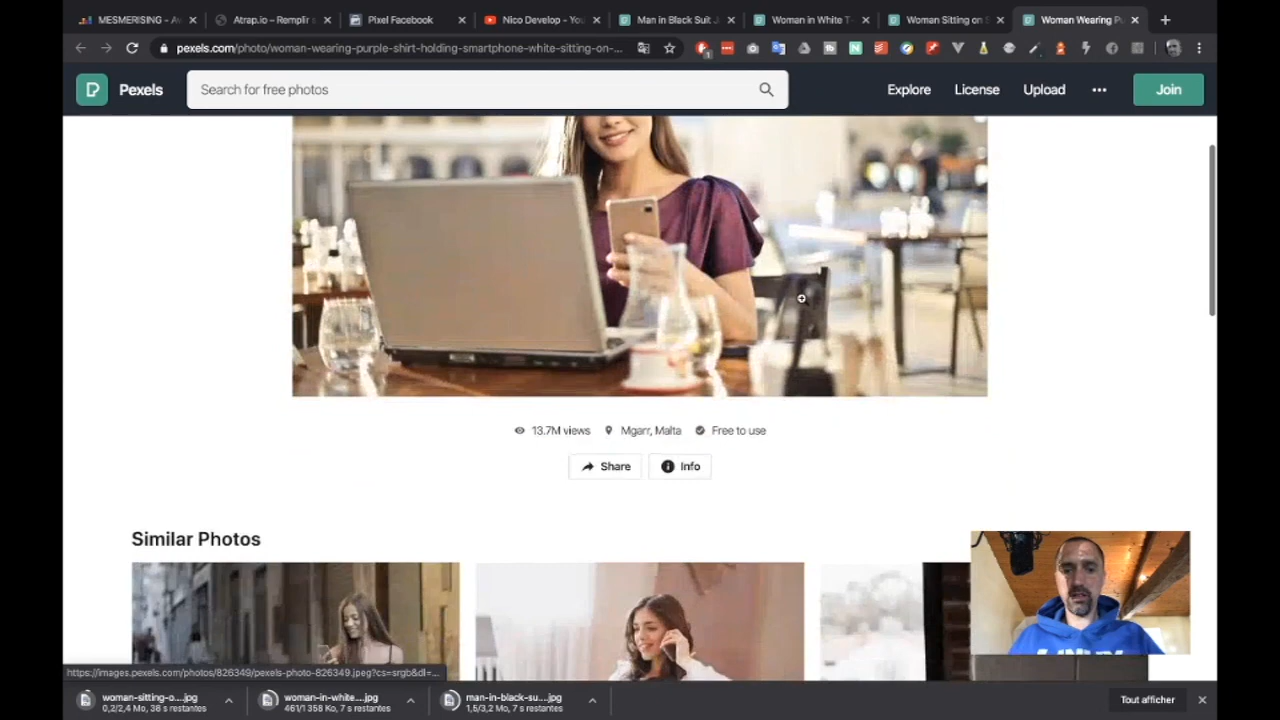 MESMERISING - A
Atrap.io – Remplir
Pixel Facebook
Nico Develop - You
Man in Black Suit J
Woman in White T-
Woman Sitting on
Woman Wearing Pu
pexels.com/photo/woman-wearing-purple-shirt-holding-smartphone-white-sitting-on-...
Pexels
Search for free photos
Explore
License
Upload
Join
13.7M views
Mgarr, Malta
Free to use
Share
Info
Similar Photos
https://images.pexels.com/photos/826349/pexels-photo-826349.jpeg?cs=srgb&dl=...
woman-sitting-o....jpg
0,2/2,4 Mo, 38 s restantes
woman-in-white....jpg
461/1 358 Ko, 7 s restantes
man-in-black-su....jpg
1,5/3,2 Mo, 7 s restantes
Tout afficher